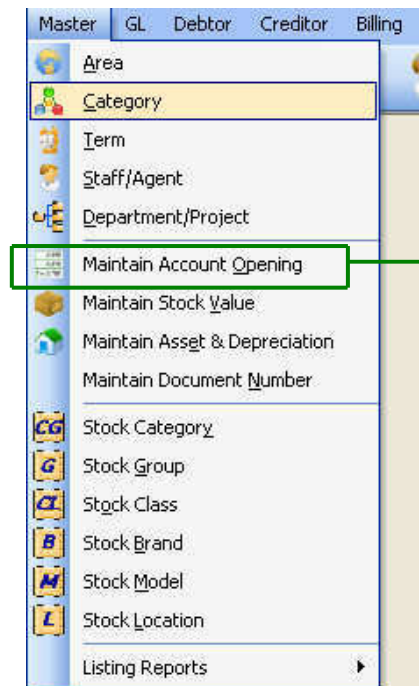 Master GL Debtor Creditor Billing
Area
Category
Term
Staff/Agent
Department/Project
Maintain Account Opening
Maintain Stock Value
Maintain Asset & Depreciation
Maintain Document Number
CG Stock Category
G Stock Group
CL Stock Class
B Stock Brand
M Stock Model
L Stock Location
Listing Reports